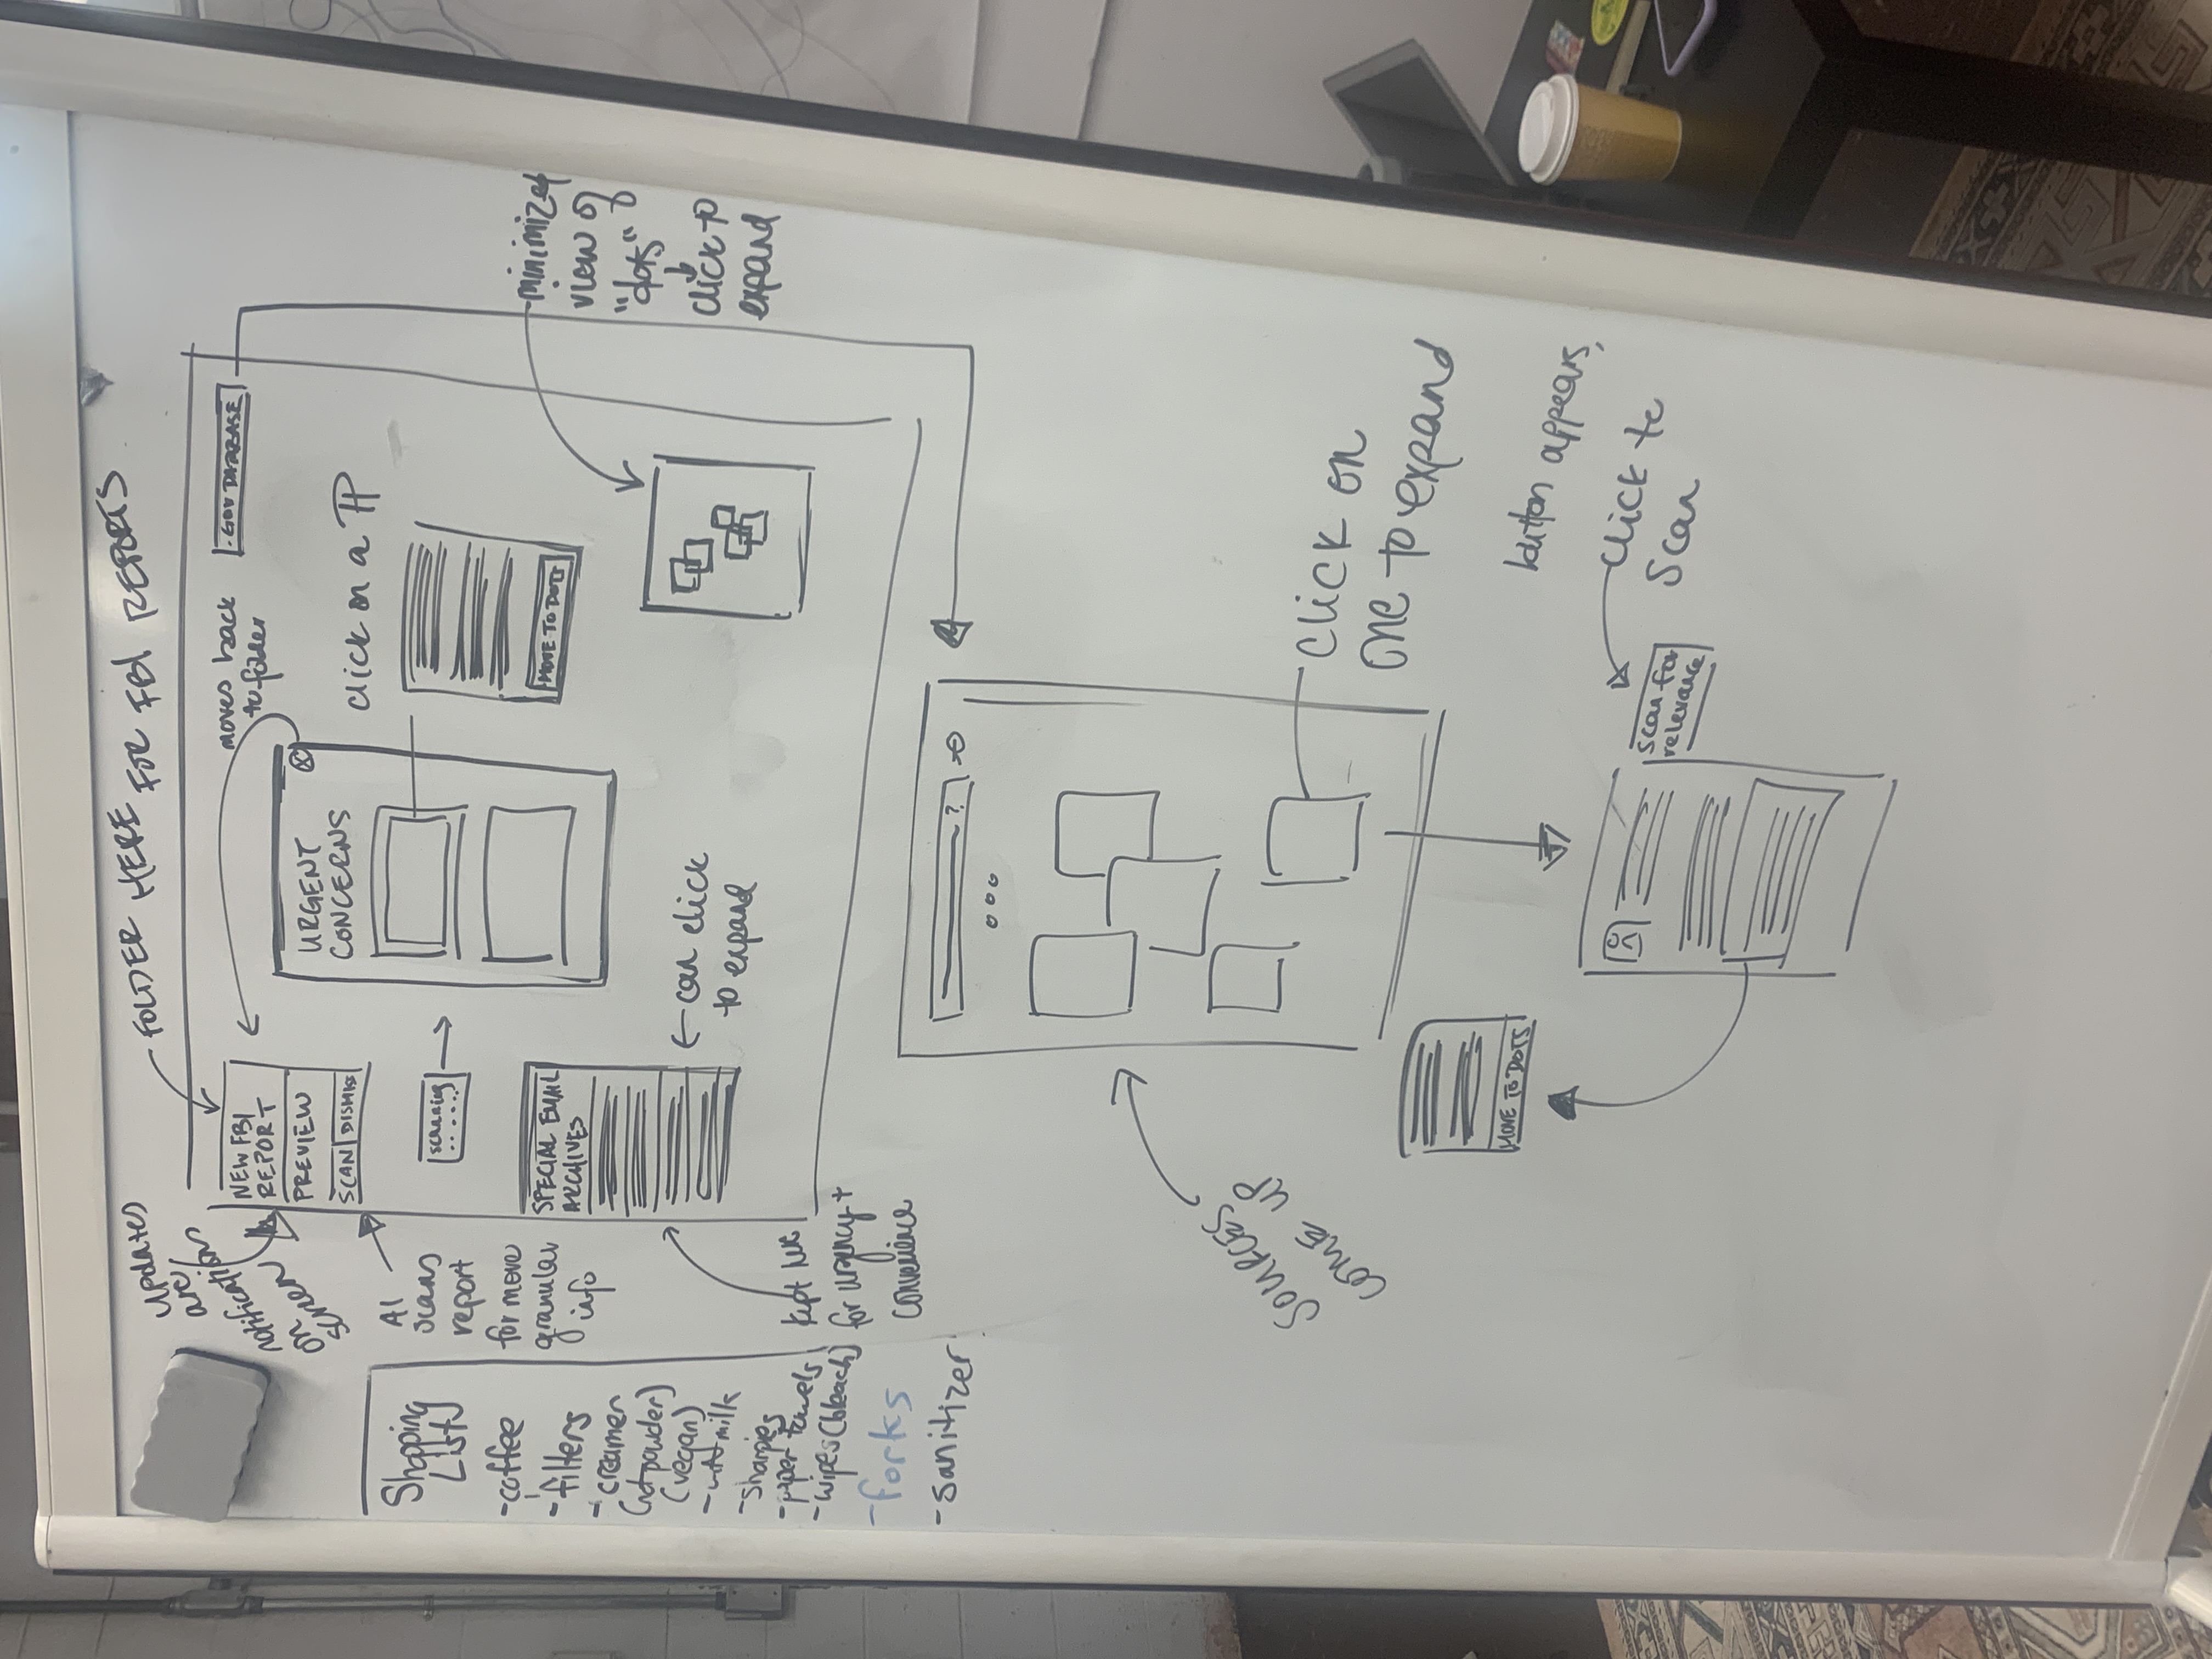 FOLDER HERE FOR FBI REPORTS
updates
are
notifications
on
screen
NEW FBI
REPORT
PREVIEW
SCAN DISMISS
moves back
to folder
.GOV DATABASE
URGENT
CONCERNS
click on a
AI
scans
report
for more
granular
info
scanning
.....
MOVE TO DOTS
SPECIAL EMAIL
ARCHIVES
← can click
to expand
Kept here
for urgency +
convenience
minimized
view of
"dots"
click to
expand
Shopping
List
-coffee
-filters
-creamer
(not powder)
(vegan)
milk
-sharpies
-paper towels
-wipes (bleach)
-forks
-sanitizer
?
SOURCES
COME UP
Click on
one to expand
MOVE TO DOTS
button appears,
click to
Scan
scan for
relevance